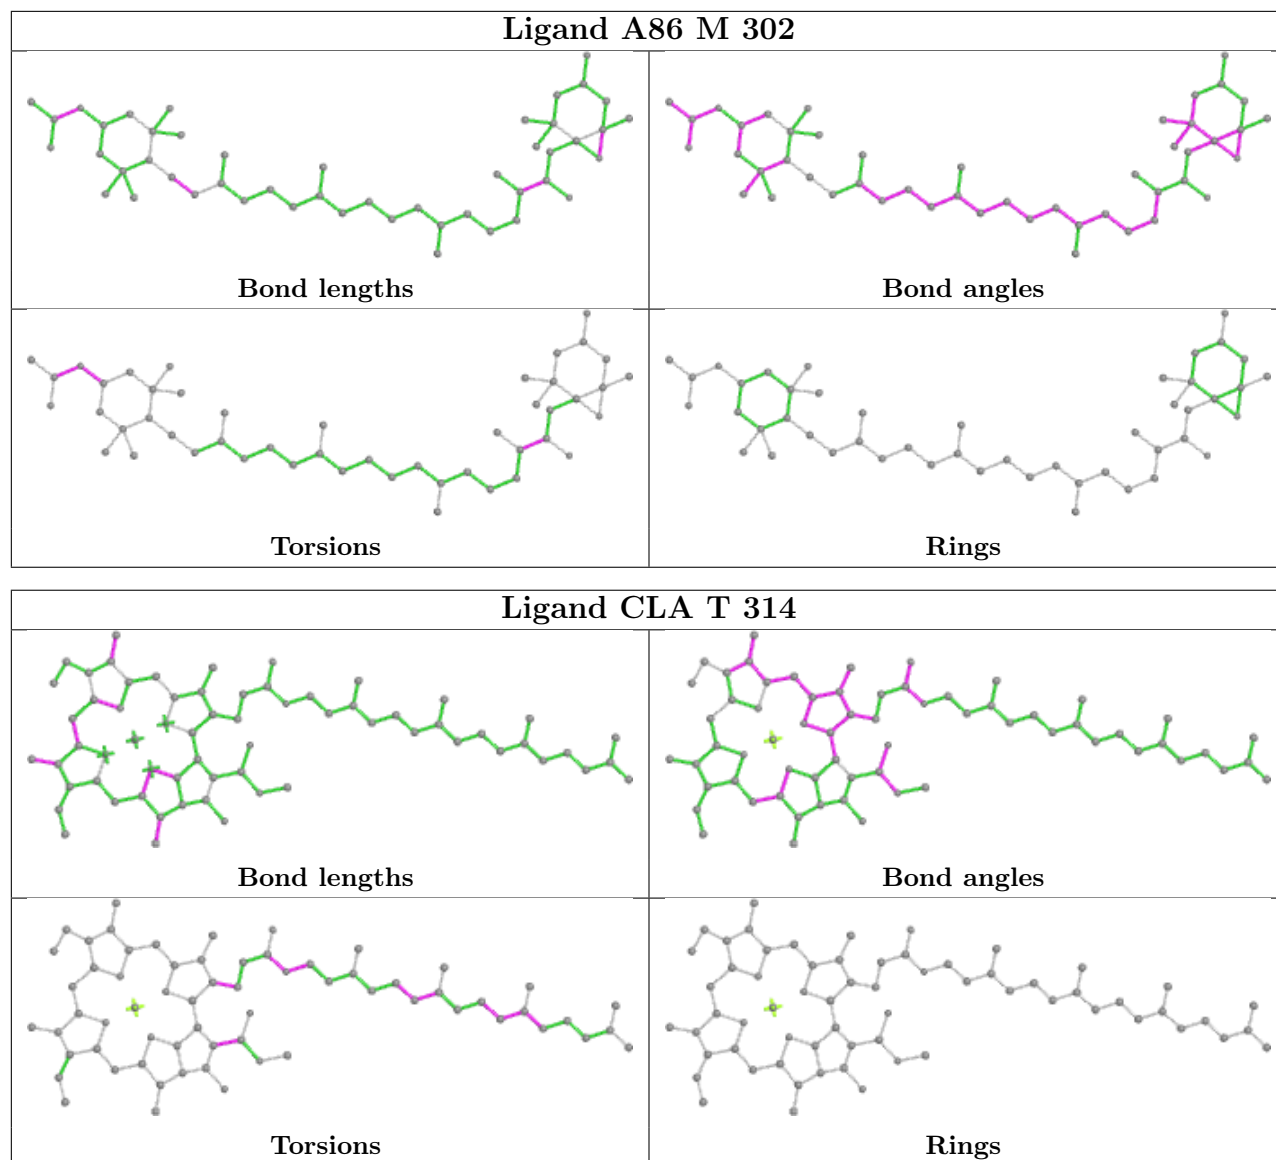 Ligand A86 M 302
Bond lengths
Bond angles
Torsions
Rings
Ligand CLA T 314
Bond lengths
Bond angles
Torsions
Rings